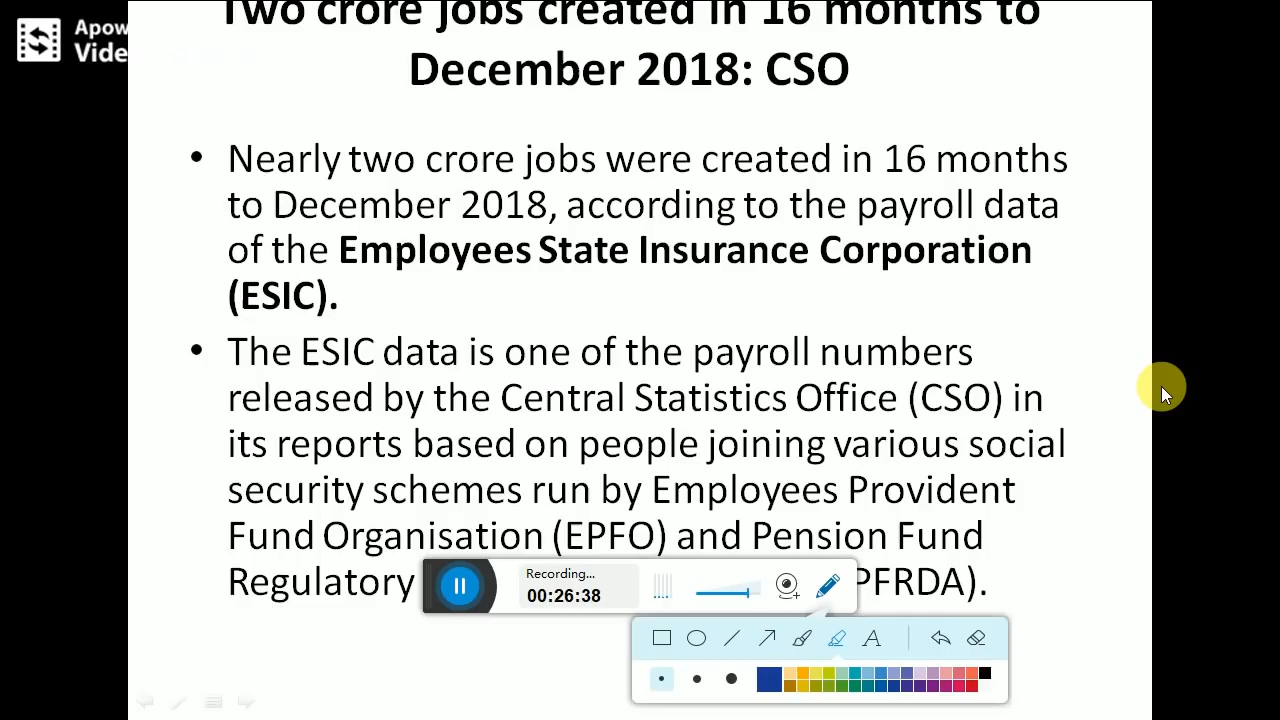 Apow
Vide
Two crore jobs created in 16 months to
December 2018: CSO
• Nearly two crore jobs were created in 16 months
to December 2018, according to the payroll data
of the Employees State Insurance Corporation
(ESIC).
• The ESIC data is one of the payroll numbers
released by the Central Statistics Office (CSO) in
its reports based on people joining various social
security schemes run by Employees Provident
Fund Organisation (EPFO) and Pension Fund
Regulatory PFRDA).
Recording...
00:26:38
A